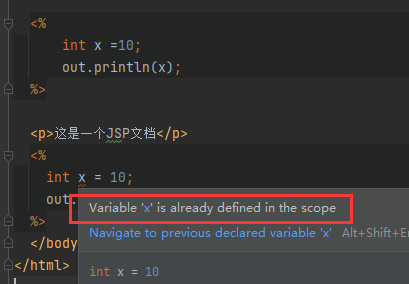 <%
int x =10;
out.println(x);
%>
<p>这是一个JSP文档</p>
<%
int x = 10;
out.
%>
</body
</html>
Variable 'x' is already defined in the scope
Navigate to previous declared variable 'x' Alt+Shift+E
int x = 10